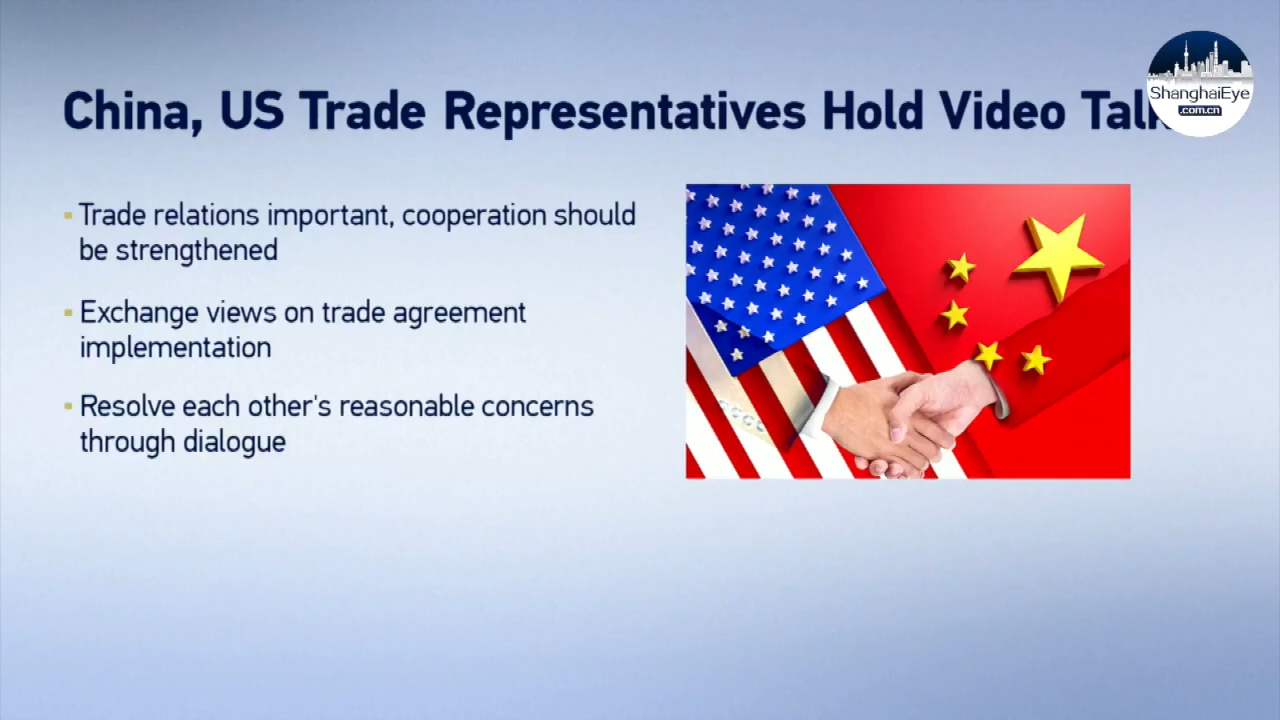 China, US Trade Representatives Hold Video
ShanghaiEye
.com.cn
▪ Trade relations important, cooperation should
be strengthened
▪ Exchange views on trade agreement
implementation
▪ Resolve each other's reasonable concerns
through dialogue